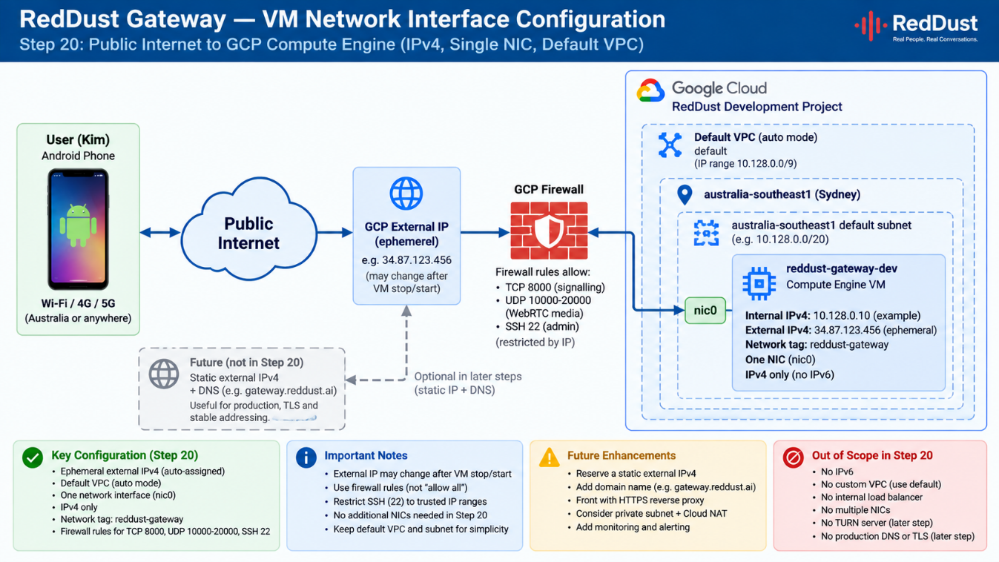 RedDust Gateway — VM Network Interface Configuration
Step 20: Public Internet to GCP Compute Engine (IPv4, Single NIC, Default VPC)
RedDust
Real People. Real Conversations.
User (Kim)
Android Phone
Wi-Fi / 4G / 5G
(Australia or anywhere)
Public
Internet
GCP External IP
(ephemerel)
e.g. 34.87.123.456
(may change after
VM stop/start)
GCP Firewall
Firewall rules allow:
• TCP 8000 (signalling)
• UDP 10000-20000
(WebRTC media)
• SSH 22 (admin)
(restricted by IP)
Google Cloud
RedDust Development Project
Default VPC (auto mode)
default
(IP range 10.128.0.0/9)
australia-southeast1 (Sydney)
australia-southeast1 default subnet
(e.g. 10.128.0.0/20)
nic0
reddust-gateway-dev
Compute Engine VM
Internal IPv4: 10.128.0.10 (example)
External IPv4: 34.87.123.456 (ephemeral)
Network tag: reddust-gateway
One NIC (nic0)
IPv4 only (no IPv6)
Future (not in Step 20)
Static external IPv4
+ DNS (e.g. gateway.reddust.ai)
Useful for production, TLS and
stable addressing.
Optional in later steps
(static IP + DNS)
Key Configuration (Step 20)
• Ephemeral external IPv4 (auto-assigned)
• Default VPC (auto mode)
• One network interface (nic0)
• IPv4 only
• Network tag: reddust-gateway
• Firewall rules for TCP 8000, UDP 10000-20000, SSH 22
Important Notes
• External IP may change after VM stop/start
• Use firewall rules (not "allow all")
• Restrict SSH (22) to trusted IP ranges
• No additional NICs needed in Step 20
• Keep default VPC and subnet for simplicity
Future Enhancements
• Reserve a static external IPv4
• Add domain name (e.g. gateway.reddust.ai)
• Front with HTTPS reverse proxy
• Consider private subnet + Cloud NAT
• Add monitoring and alerting
Out of Scope in Step 20
• No IPv6
• No custom VPC (use default)
• No internal load balancer
• No multiple NICs
• No TURN server (later step)
• No production DNS or TLS (later step)